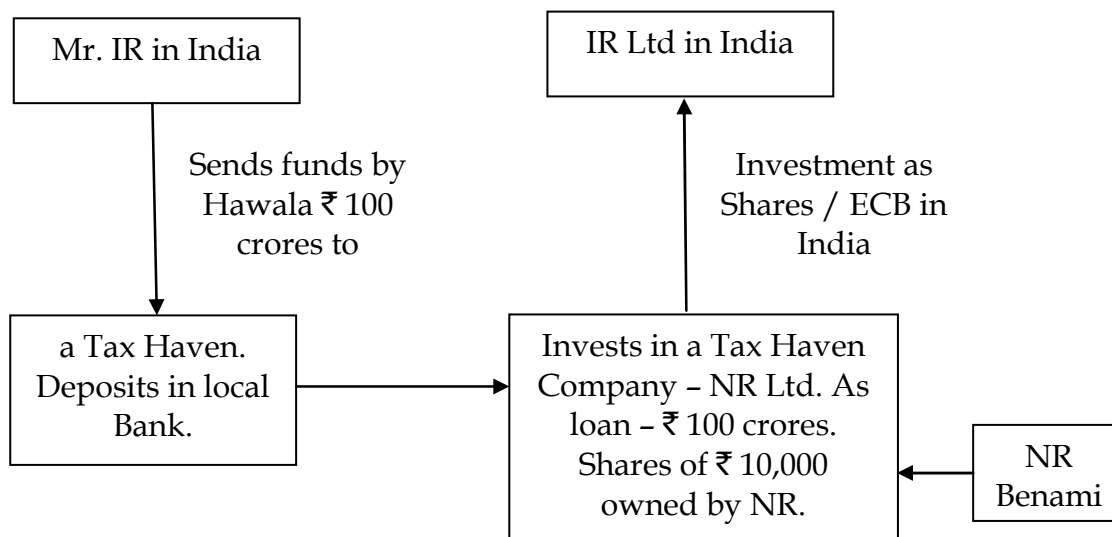 Mr. IR in India
IR Ltd in India
Sends funds by
Hawala ₹ 100
crores to
Investment as
Shares / ECB in
India
a Tax Haven.
Deposits in local
Bank.
Invests in a Tax Haven
Company – NR Ltd. As
loan – ₹ 100 crores.
Shares of ₹ 10,000
owned by NR.
NR
Benami